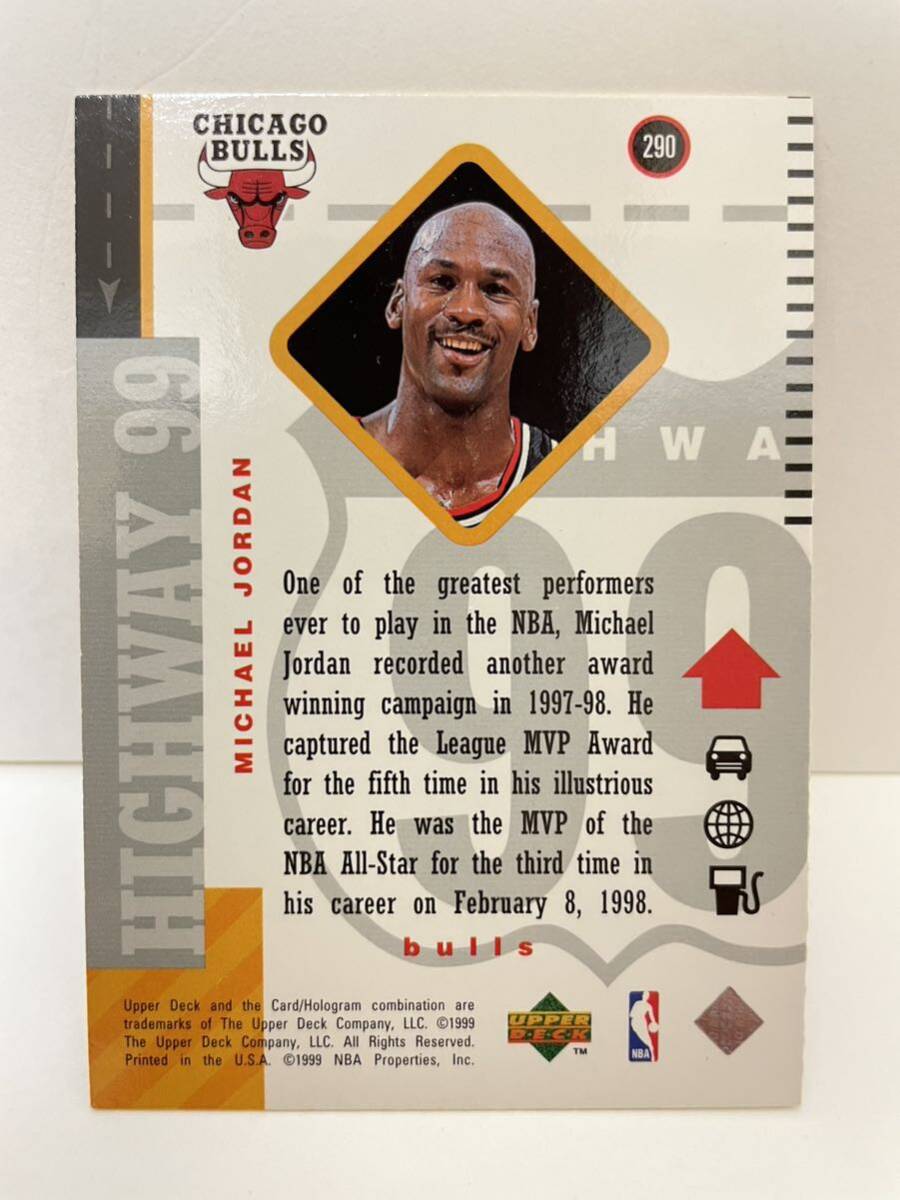 CHICAGO
BULLS
290
HIGHWAY 99
MICHAEL JORDAN
HWA
99
One of the greatest performers
ever to play in the NBA, Michael
Jordan recorded another award
winning campaign in 1997-98. He
captured the League MVP Award
for the fifth time in his illustrious
career. He was the MVP of the
NBA All-Star for the third time in
his career on February 8, 1998.
bulls
Upper Deck and the Card/Hologram combination are
trademarks of The Upper Deck Company, LLC. ©1999
The Upper Deck Company, LLC. All Rights Reserved.
Printed in the U.S.A. ©1999 NBA Properties, Inc.
UPPER
D·E·C·K
TM
NBA